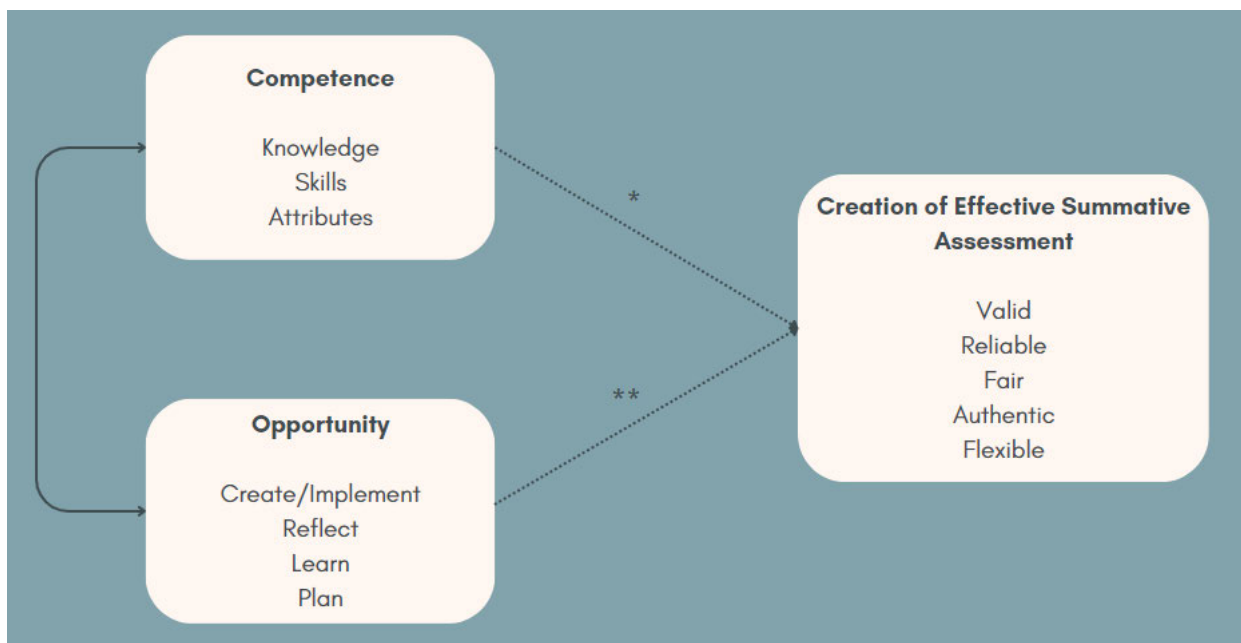 Competence
Knowledge
Skills
Attributes
*
Creation of Effective Summative
Assessment
Valid
Reliable
Fair
Authentic
Flexible
**
Opportunity
Create/Implement
Reflect
Learn
Plan